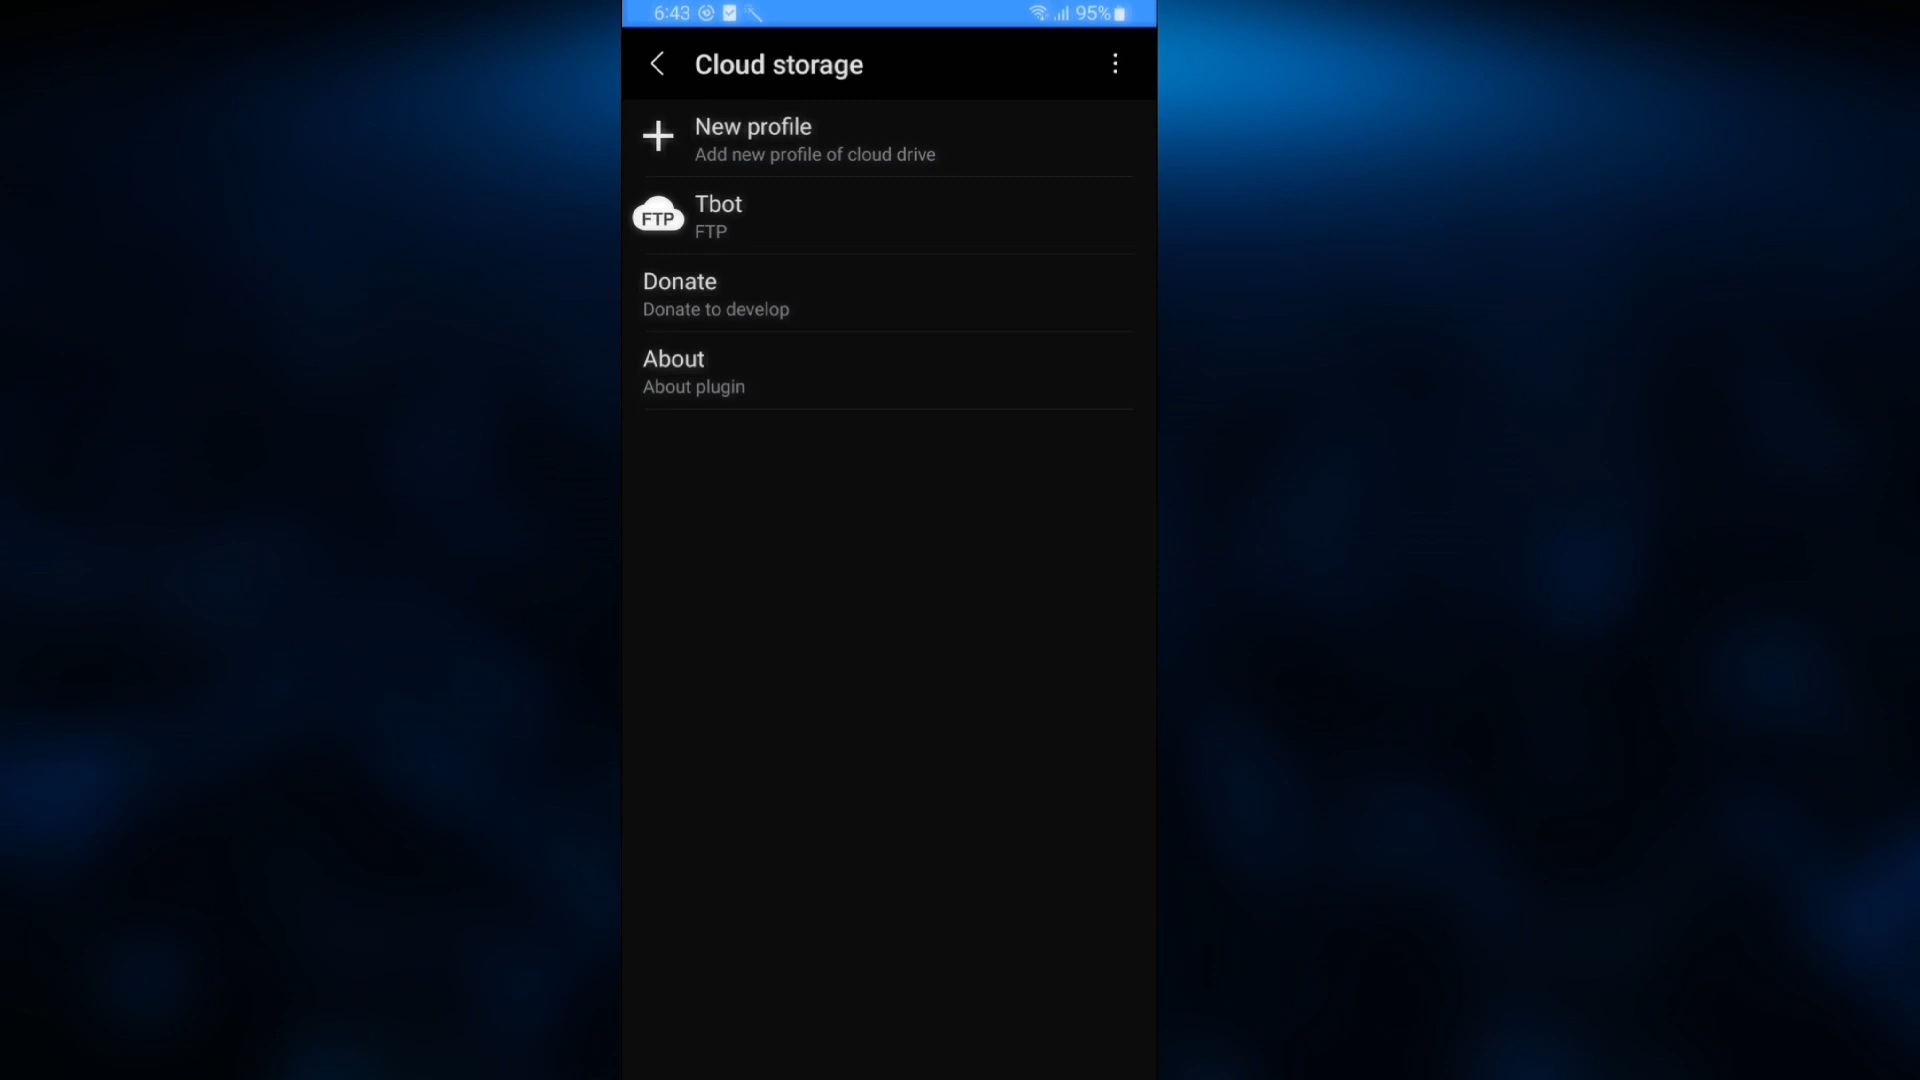 6:43 95%
Cloud storage
New profile
Add new profile of cloud drive
FTP
Tbot
FTP
Donate
Donate to develop
About
About plugin